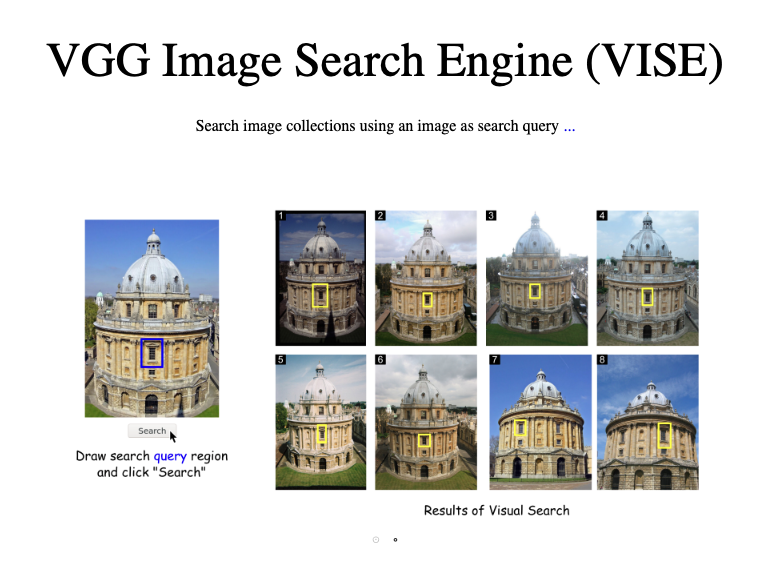 VGG Image Search Engine (VISE)
Search image collections using an image as search query ...
1
2
3
4
5
6
7
8
Search
Draw search query region
and click "Search"
Results of Visual Search